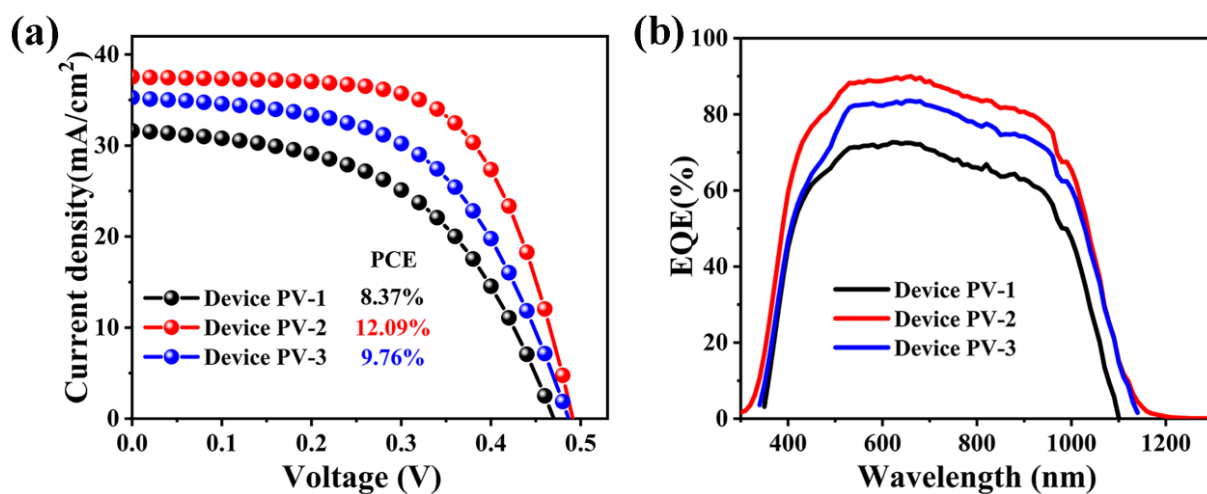 (a)
Current density(mA/cm²)
40
30
20
10
0
0.0 0.1 0.2 0.3 0.4 0.5
Voltage (V)
PCE
Device PV-1 8.37%
Device PV-2 12.09%
Device PV-3 9.76%
(b)
EQE(%)
100
80
60
40
20
0
400 600 800 1000 1200
Wavelength (nm)
Device PV-1
Device PV-2
Device PV-3